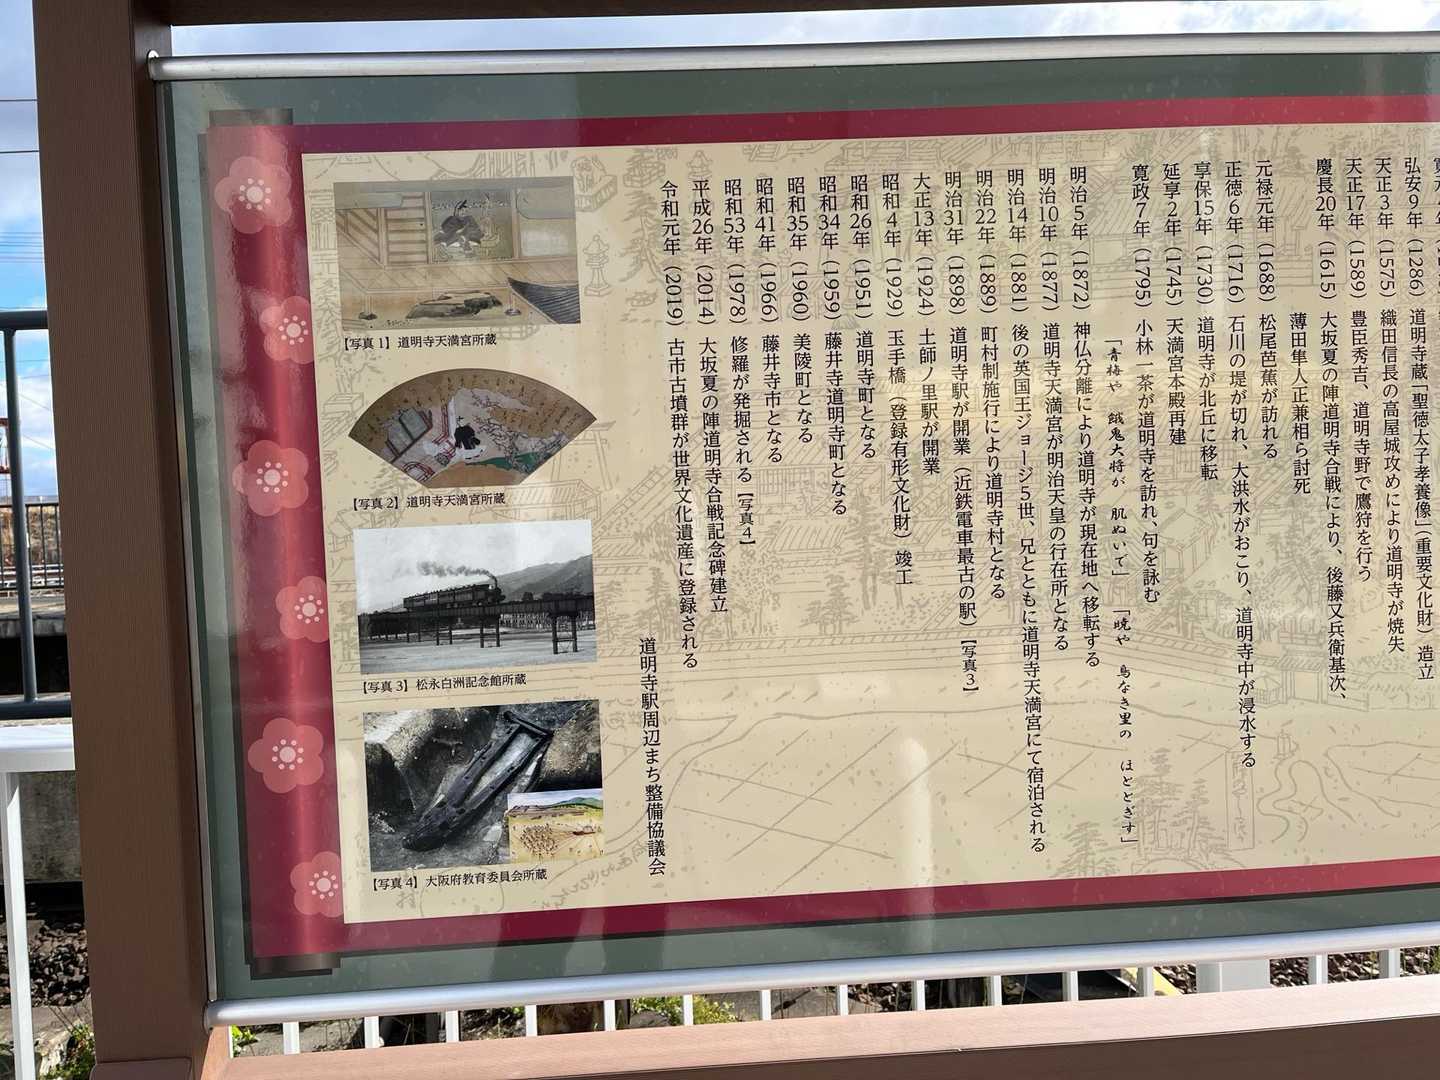 弘安9年（1286）道明寺蔵「聖徳太子孝養像」（重要文化財）造立
天正3年（1575）織田信長の高屋城攻めにより道明寺が焼失
天正17年（1589）豊臣秀吉、道明寺野で鷹狩を行う
慶長20年（1615）大坂夏の陣道明寺合戦により、後藤又兵衛基次、
薄田隼人正兼相ら討死
元禄元年（1688）松尾芭蕉が訪れる
正徳6年（1716）石川の堤が切れ、大洪水がおこり、道明寺中が浸水する
享保15年（1730）道明寺が北丘に移転
延享2年（1745）天満宮本殿再建
寛政7年（1795）小林一茶が道明寺を訪れ、句を詠む
「青梅や　餓鬼大将が　肌ぬいで」「暁や　鳥なき里の　ほととぎす」
明治5年（1872）神仏分離により道明寺が現在地へ移転する
明治10年（1877）道明寺天満宮が明治天皇の行在所となる
明治14年（1881）後の英国王ジョージ5世、兄とともに道明寺天満宮にて宿泊される
明治22年（1889）町村制施行により道明寺村となる
明治31年（1898）道明寺駅が開業（近鉄電車最古の駅）【写真3】
大正13年（1924）土師ノ里駅が開業
昭和4年（1929）玉手橋（登録有形文化財）竣工
昭和26年（1951）道明寺町となる
昭和34年（1959）藤井寺道明寺町となる
昭和35年（1960）美陵町となる
昭和41年（1966）藤井寺市となる
昭和53年（1978）修羅が発掘される【写真4】
平成26年（2014）大坂夏の陣道明寺合戦記念碑建立
令和元年（2019）古市古墳群が世界文化遺産に登録される
道明寺駅周辺まち整備協議会
【写真1】道明寺天満宮所蔵
【写真2】道明寺天満宮所蔵
【写真3】松永白洲記念館所蔵
【写真4】大阪府教育委員会所蔵